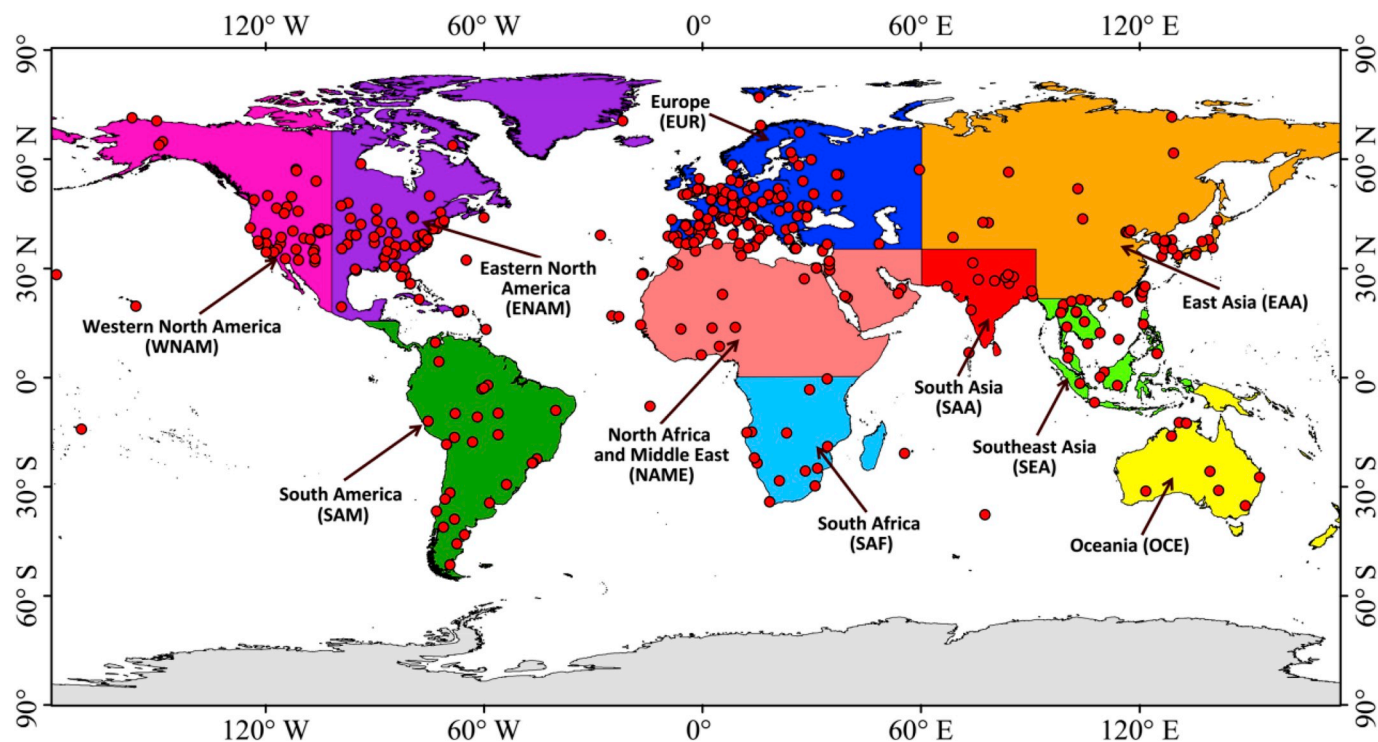 120° W 60° W 0° 60° E 120° E
90°
60° N
30° N
0°
30° S
60° S
90°
Europe
(EUR)
Eastern North
America
(ENAM)
Western North America
(WNAM)
East Asia (EAA)
South Asia
(SAA)
North Africa
and Middle East
(NAME)
Southeast Asia
(SEA)
South America
(SAM)
South Africa
(SAF)
Oceania (OCE)
90°
60° N
30° N
0°
30° S
60° S
90°
120° W 60° W 0° 60° E 120° E